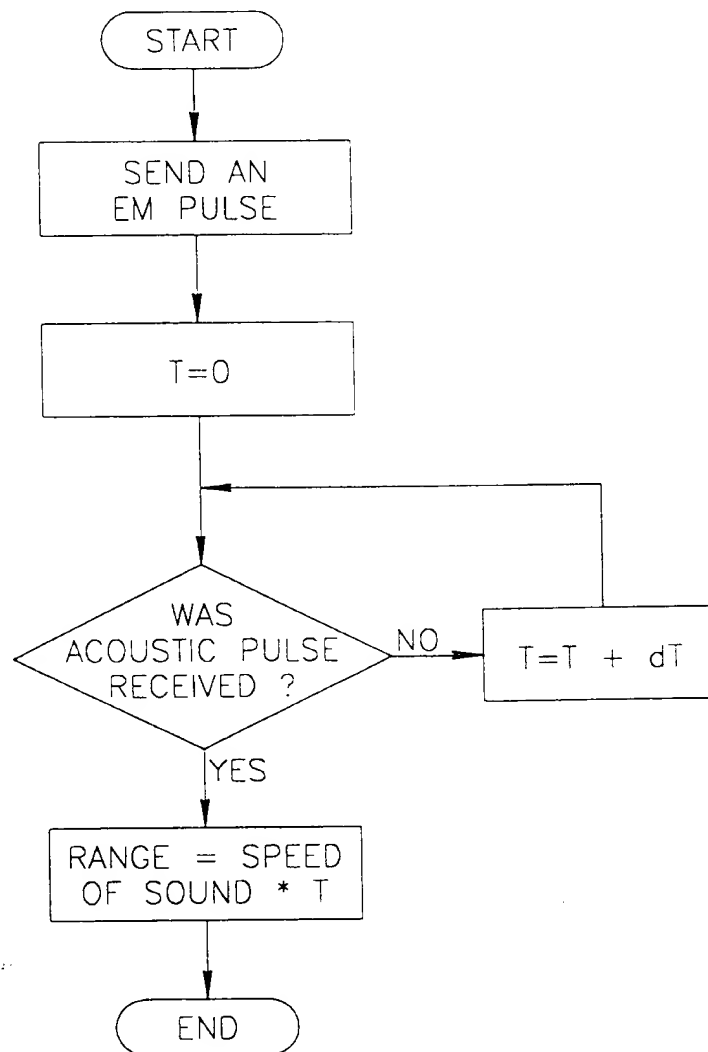 START
SEND AN
EM PULSE
T=0
WAS
ACOUSTIC PULSE
RECEIVED ?
NO
T=T + dT
YES
RANGE = SPEED
OF SOUND * T
END